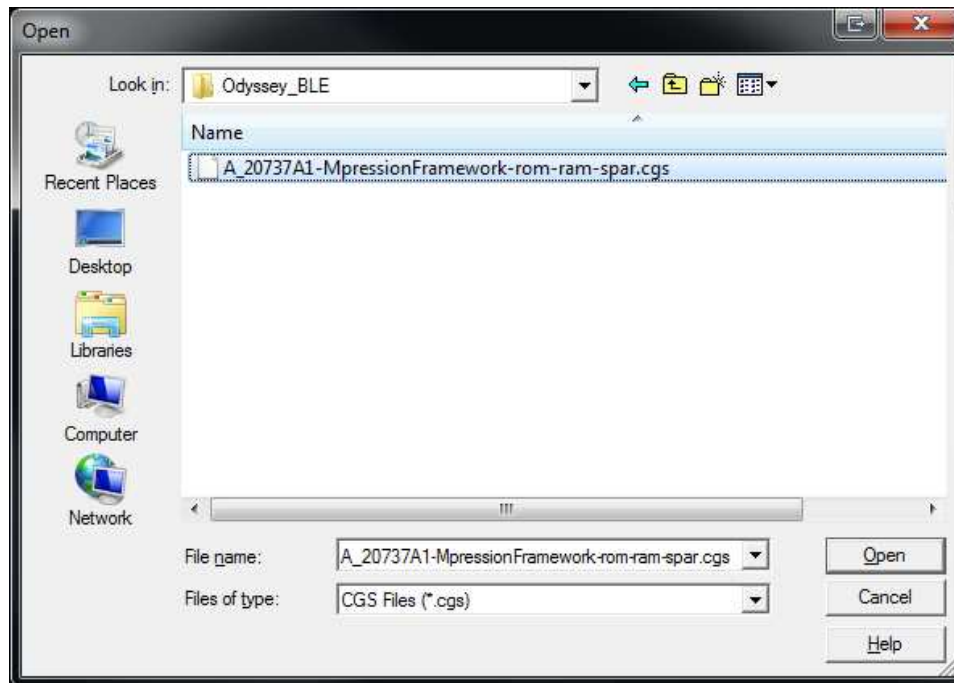 Open
Look in:
Odyssey_BLE
Name
A_20737A1-MpressionFramework-rom-ram-spar.cgs
Recent Places
Desktop
Libraries
Computer
Network
File name:
A_20737A1-MpressionFramework-rom-ram-spar.cgs
Open
Files of type:
CGS Files (*.cgs)
Cancel
Help